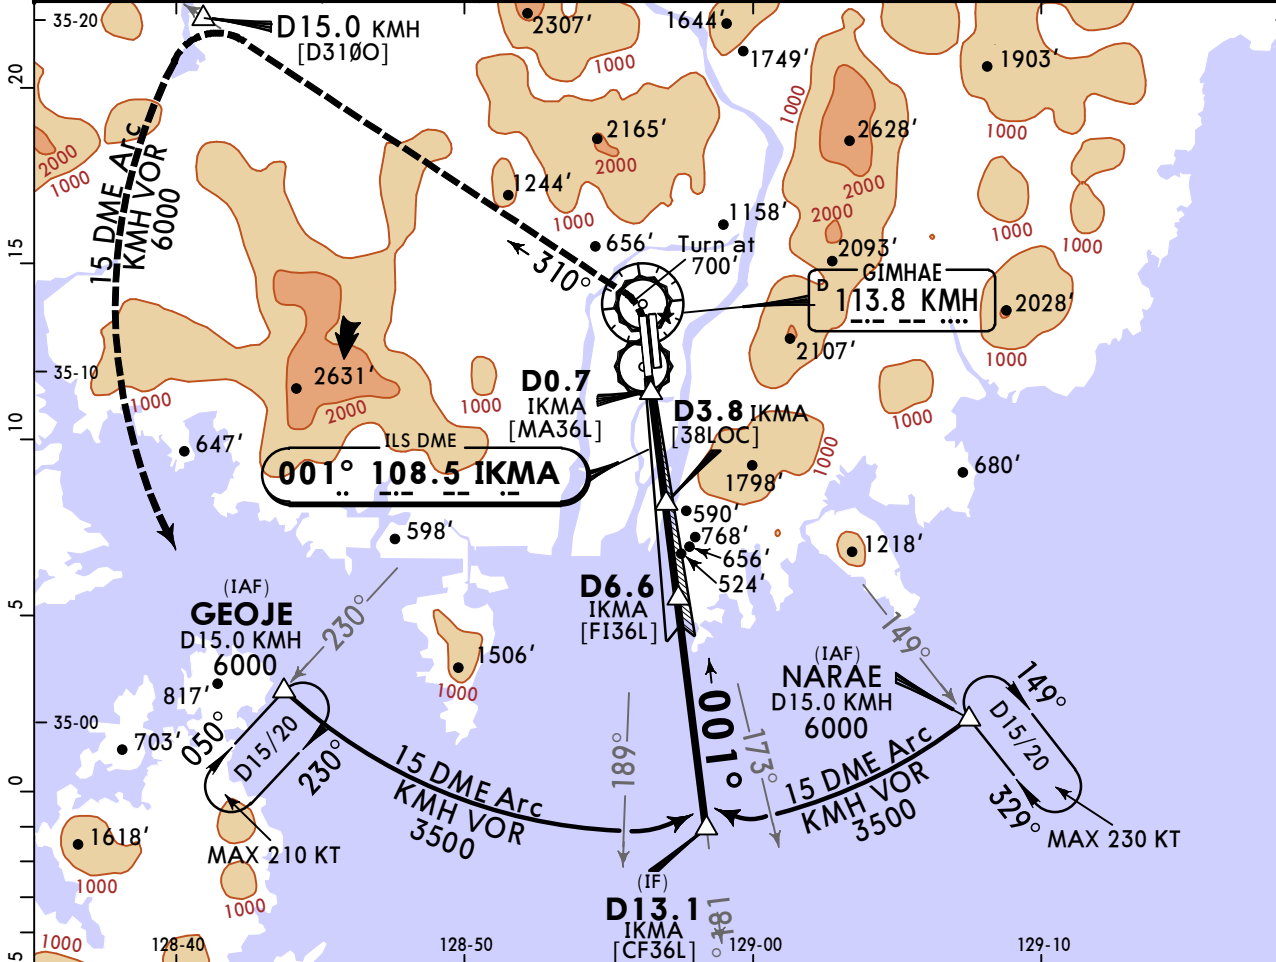 35-20
D15.0 KMH
[D310O]
2307'
1000
1644'
1749'
1903'
1000
1000
20
2165'
2000
1000
2628'
2000
2000
2000
1000
15 DME Arc
KMH VOR
6000
1244'
1158'
656'
Turn at
700'
310°
2093'
1000
15
D
GIMHAE
113.8 KMH
2028'
1000
2107'
35-10
2631'
2000
1000
1000
D0.7
IKMA
[MA36L]
D3.8 IKMA
[38LOC]
1000
1000
10
647'
ILS DME
001° 108.5 IKMA
1798'
680'
598'
590'
768'
656'
524'
1218'
5
(IAF)
GEOJE
D15.0 KMH
6000
230°
D6.6
IKMA
[FI36L]
149°
1506'
1000
817'
(IAF)
NARAE
D15.0 KMH
6000
149°
D15/20
329°
MAX 230 KT
35-00
703'
050°
D15/20
230°
MAX 210 KT
15 DME Arc
KMH VOR
3500
189°
001°
173°
15 DME Arc
KMH VOR
3500
0
1618'
1000
1000
1000
(IF)
D13.1
IKMA
[CF36L]
181°
5
128-40
128-50
129-00
129-10